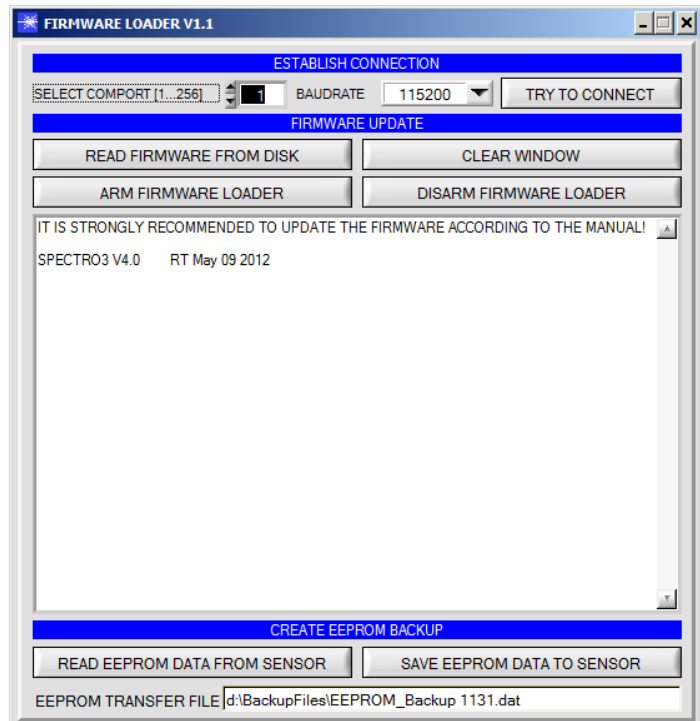 FIRMWARE LOADER V1.1
ESTABLISH CONNECTION
SELECT COMPORT [1...256] 1 BAUDRATE 115200 TRY TO CONNECT
FIRMWARE UPDATE
READ FIRMWARE FROM DISK CLEAR WINDOW
ARM FIRMWARE LOADER DISARM FIRMWARE LOADER
IT IS STRONGLY RECOMMENDED TO UPDATE THE FIRMWARE ACCORDING TO THE MANUAL!
SPECTRO3 V4.0 RT May 09 2012
CREATE EEPROM BACKUP
READ EEPROM DATA FROM SENSOR SAVE EEPROM DATA TO SENSOR
EEPROM TRANSFER FILE d:\BackupFiles\EEPROM_Backup 1131.dat